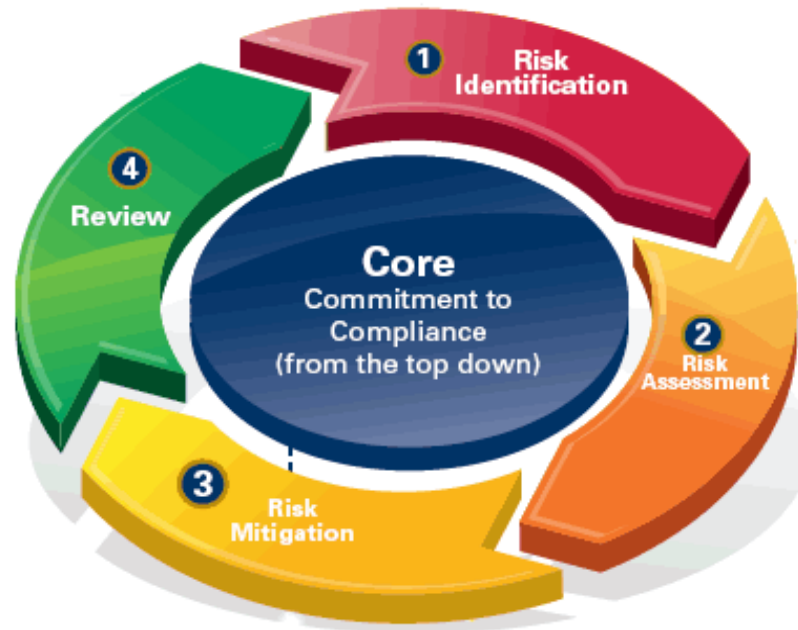 1
Risk
Identification
2
Risk
Assessment
3
Risk
Mitigation
4
Review
Core
Commitment to
Compliance
(from the top down)